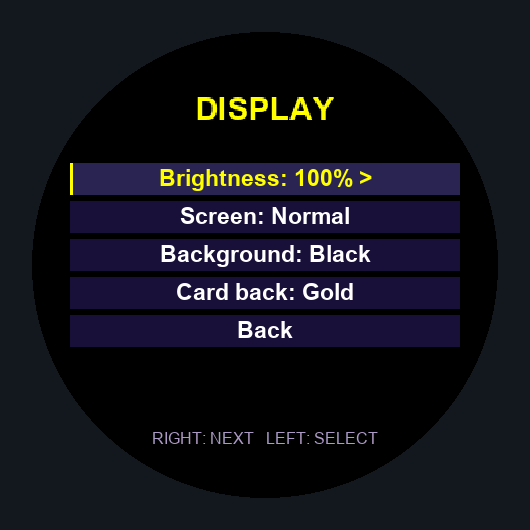 DISPLAY
Brightness: 100% >
Screen: Normal
Background: Black
Card back: Gold
Back
RIGHT: NEXT LEFT: SELECT